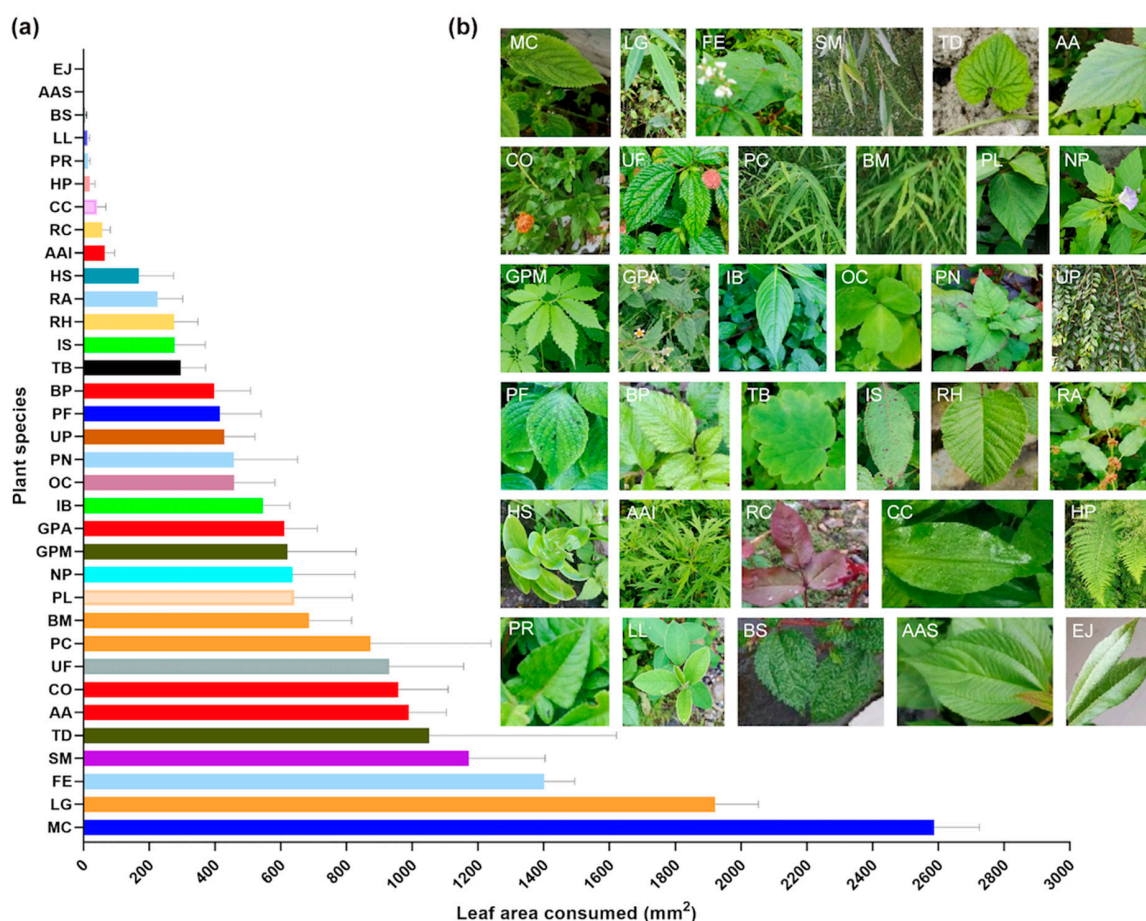 (a)
EJ
AAS
BS
LL
PR
HP
CC
RC
AAI
HS
RA
RH
IS
TB
BP
PF
UP
PN
OC
IB
GPA
GPM
NP
PL
BM
PC
UF
CO
AA
TD
SM
FE
LG
MC
Plant species
0 200 400 600 800 1000 1200 1400 1600 1800 2000 2200 2400 2600 2800 3000
Leaf area consumed (mm²)
(b)
MC LG FE SM TD AA
CO UF PC BM PL NP
GPM GPA IB OC PN UP
PF BP TB IS RH RA
HS AAI RC CC HP
PR LL BS AAS EJ